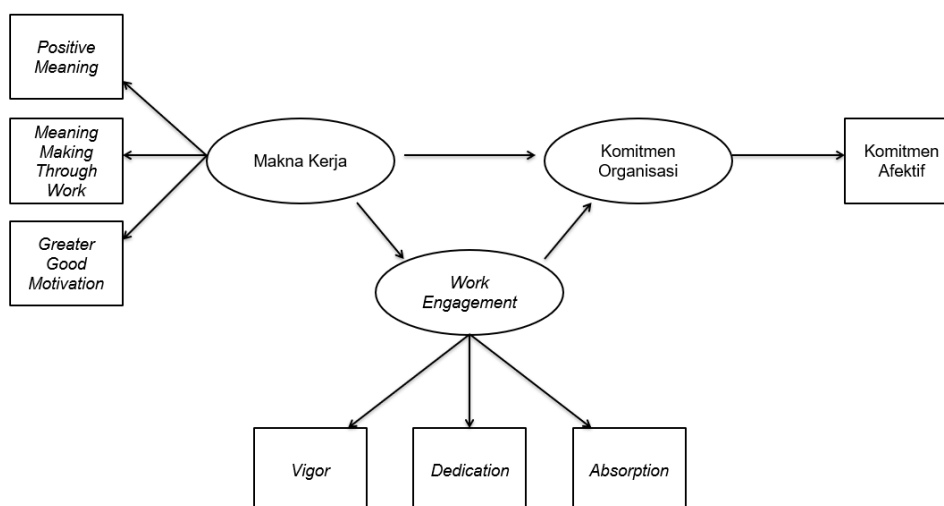 Positive
Meaning
Meaning
Making
Through
Work
Greater
Good
Motivation
Makna Kerja
Komitmen
Organisasi
Komitmen
Afektif
Work
Engagement
Vigor
Dedication
Absorption